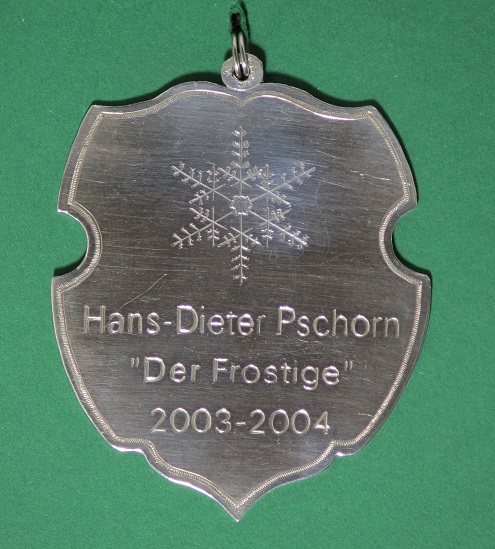 Hans-Dieter Pschorn
"Der Frostige"
2003-2004